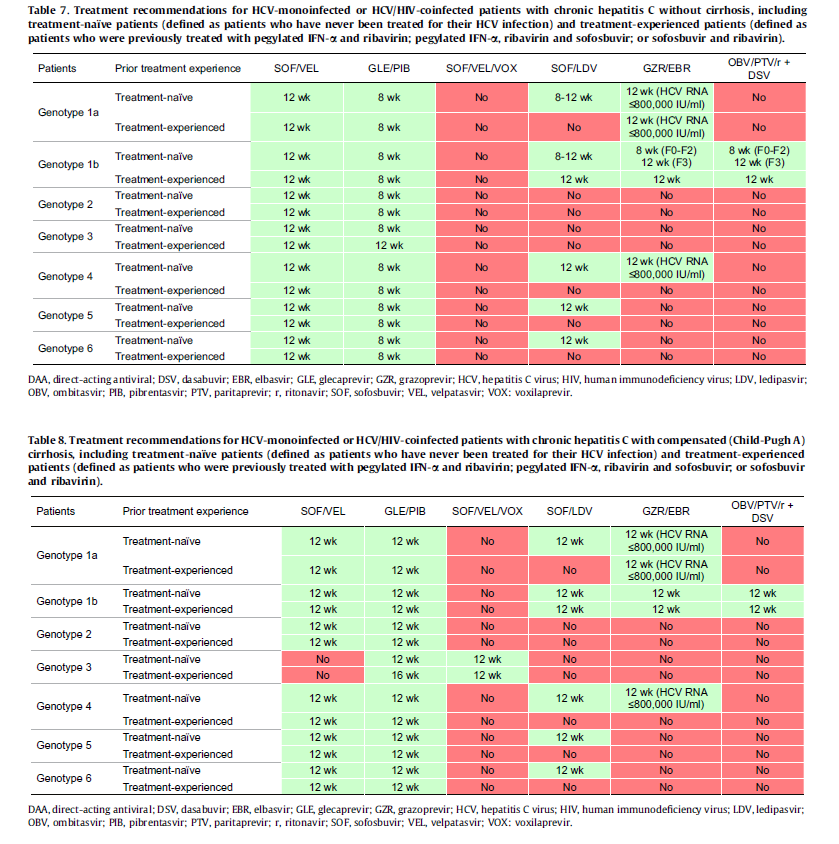 Table 7. Treatment recommendations for HCV-monoinfected or HCV/HIV-coinfected patients with chronic hepatitis C without cirrhosis, including
treatment-naïve patients (defined as patients who have never been treated for their HCV infection) and treatment-experienced patients (defined as
patients who were previously treated with pegylated IFN-α and ribavirin; pegylated IFN-α, ribavirin and sofosbuvir; or sofosbuvir and ribavirin).
Patients Prior treatment experience SOF/VEL GLE/PIB SOF/VEL/VOX SOF/LDV GZR/EBR OBV/PTV/r +
DSV
Genotype 1a Treatment-naïve 12 wk 8 wk No 8-12 wk 12 wk (HCV RNA
≤800,000 IU/ml) No
Treatment-experienced 12 wk 8 wk No No 12 wk (HCV RNA
≤800,000 IU/ml) No
Genotype 1b Treatment-naïve 12 wk 8 wk No 8-12 wk 8 wk (F0-F2)
12 wk (F3) 8 wk (F0-F2)
12 wk (F3)
Treatment-experienced 12 wk 8 wk No 12 wk 12 wk 12 wk
Genotype 2 Treatment-naïve 12 wk 8 wk No No No No
Treatment-experienced 12 wk 8 wk No No No No
Genotype 3 Treatment-naïve 12 wk 8 wk No No No No
Treatment-experienced 12 wk 12 wk No No No No
Genotype 4 Treatment-naïve 12 wk 8 wk No 12 wk 12 wk (HCV RNA
≤800,000 IU/ml) No
Treatment-experienced 12 wk 8 wk No No No No
Genotype 5 Treatment-naïve 12 wk 8 wk No 12 wk No No
Treatment-experienced 12 wk 8 wk No No No No
Genotype 6 Treatment-naïve 12 wk 8 wk No 12 wk No No
Treatment-experienced 12 wk 8 wk No No No No
DAA, direct-acting antiviral; DSV, dasabuvir; EBR, elbasvir; GLE, glecaprevir; GZR, grazoprevir; HCV, hepatitis C virus; HIV, human immunodeficiency virus; LDV, ledipasvir;
OBV, ombitasvir; PIB, pibrentasvir; PTV, paritaprevir; r, ritonavir; SOF, sofosbuvir; VEL, velpatasvir; VOX: voxilaprevir.
Table 8. Treatment recommendations for HCV-monoinfected or HCV/HIV-coinfected patients with chronic hepatitis C with compensated (Child-Pugh A)
cirrhosis, including treatment-naïve patients (defined as patients who have never been treated for their HCV infection) and treatment-experienced
patients (defined as patients who were previously treated with pegylated IFN-α and ribavirin; pegylated IFN-α, ribavirin and sofosbuvir; or sofosbuvir
and ribavirin).
Patients Prior treatment experience SOF/VEL GLE/PIB SOF/VEL/VOX SOF/LDV GZR/EBR OBV/PTV/r +
DSV
Genotype 1a Treatment-naïve 12 wk 12 wk No 12 wk 12 wk (HCV RNA
≤800,000 IU/ml) No
Treatment-experienced 12 wk 12 wk No No 12 wk (HCV RNA
≤800,000 IU/ml) No
Genotype 1b Treatment-naïve 12 wk 12 wk No 12 wk 12 wk 12 wk
Treatment-experienced 12 wk 12 wk No 12 wk 12 wk 12 wk
Genotype 2 Treatment-naïve 12 wk 12 wk No No No No
Treatment-experienced 12 wk 12 wk No No No No
Genotype 3 Treatment-naïve No 12 wk 12 wk No No No
Treatment-experienced No 16 wk 12 wk No No No
Genotype 4 Treatment-naïve 12 wk 12 wk No 12 wk 12 wk (HCV RNA
≤800,000 IU/ml) No
Treatment-experienced 12 wk 12 wk No No No No
Genotype 5 Treatment-naïve 12 wk 12 wk No 12 wk No No
Treatment-experienced 12 wk 12 wk No No No No
Genotype 6 Treatment-naïve 12 wk 12 wk No 12 wk No No
Treatment-experienced 12 wk 12 wk No No No No
DAA, direct-acting antiviral; DSV, dasabuvir; EBR, elbasvir; GLE, glecaprevir; GZR, grazoprevir; HCV, hepatitis C virus; HIV, human immunodeficiency virus; LDV, ledipasvir;
OBV, ombitasvir; PIB, pibrentasvir; PTV, paritaprevir; r, ritonavir; SOF, sofosbuvir; VEL, velpatasvir; VOX: voxilaprevir.